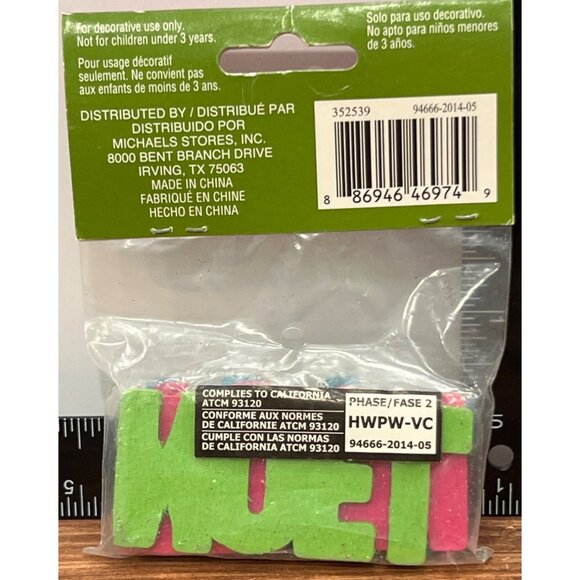 For decorative use only.
Not for children under 3 years.
Pour usage décoratif
seulement. Ne convient pas
aux enfants de moins de 3 ans.
Solo para uso decorativo.
No apto para niños menores
de 3 años.
DISTRIBUTED BY / DISTRIBUÉ PAR
DISTRIBUIDO POR
MICHAELS STORES, INC.
8000 BENT BRANCH DRIVE
IRVING, TX 75063
MADE IN CHINA
FABRIQUÉ EN CHINE
HECHO EN CHINA
352539 94666-2014-05
8 86946 46974 9
COMPLIES TO CALIFORNIA
ATCM 93120
CONFORME AUX NORMES
DE CALIFORNIE ATCM 93120
CUMPLE CON LAS NORMAS
DE CALIFORNIA ATCM 93120
PHASE/FASE 2
HWPW-VC
94666-2014-05
5